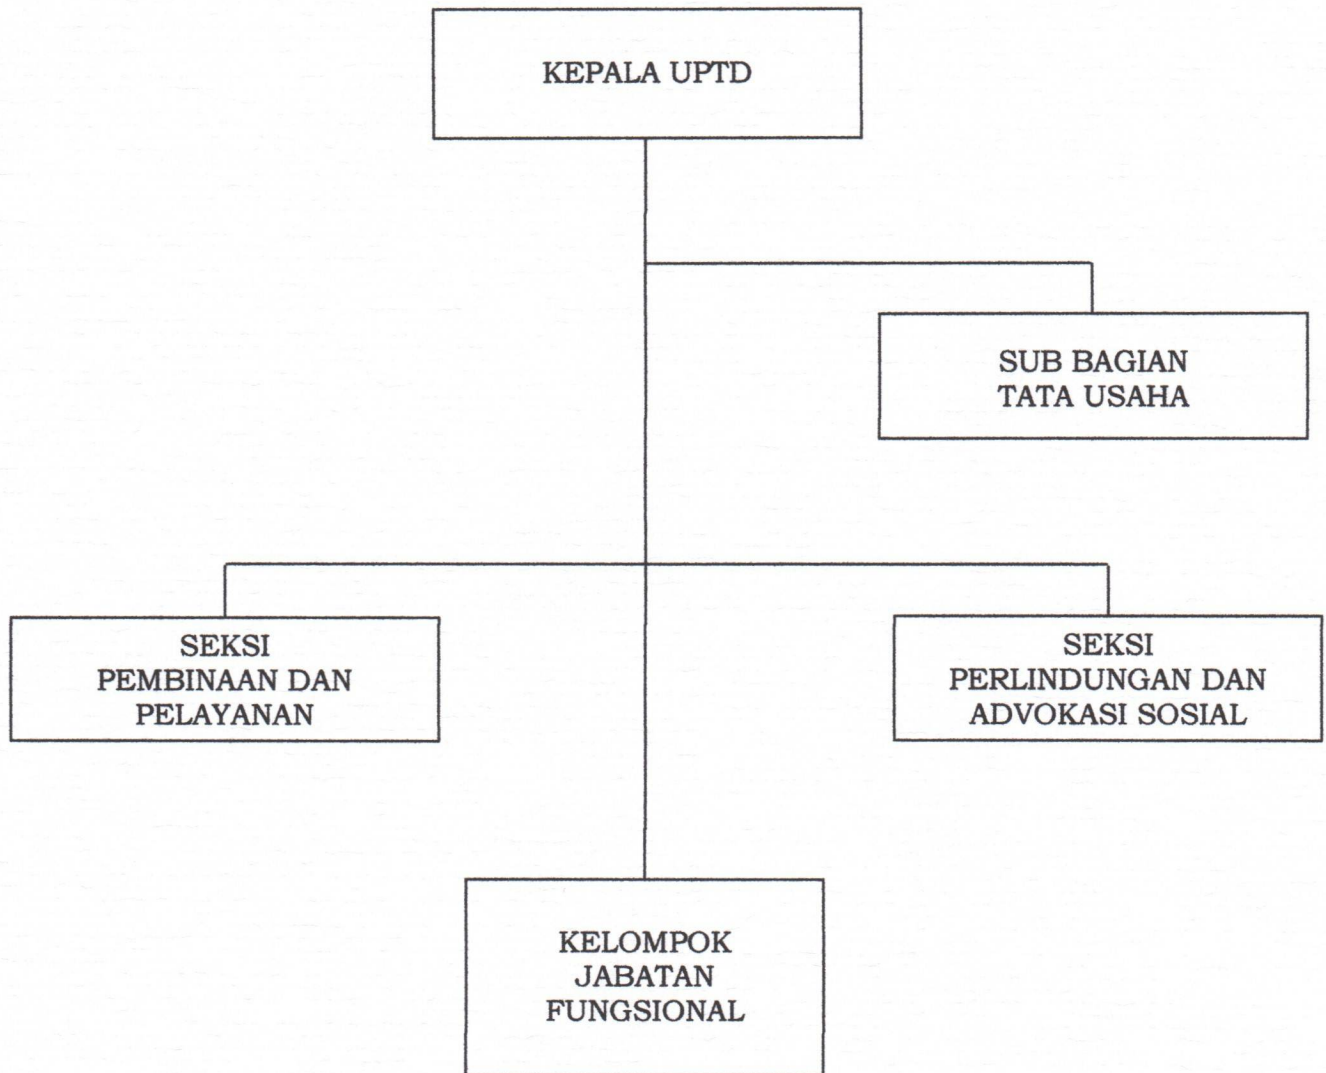 KEPALA UPTD
SUB BAGIAN
TATA USAHA
SEKSI
PEMBINAAN DAN
PELAYANAN
SEKSI
PERLINDUNGAN DAN
ADVOKASI SOSIAL
KELOMPOK
JABATAN
FUNGSIONAL